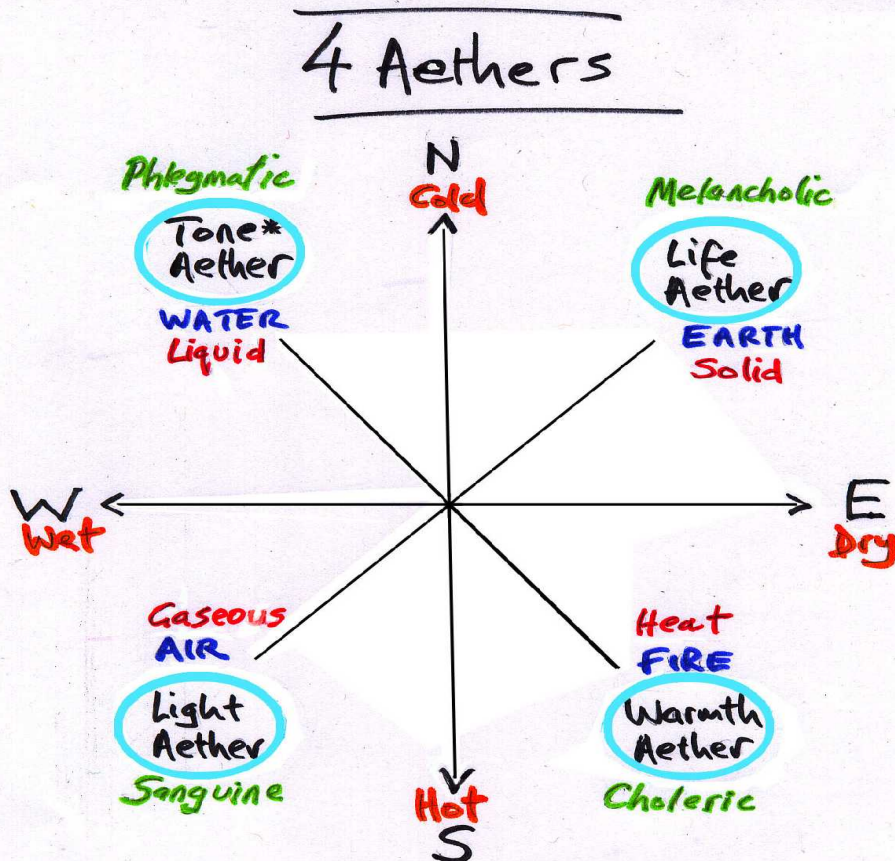 4 Aethers
N
Cold
Phlegmatic
Tone*
Aether
WATER
Liquid
Melancholic
Life
Aether
EARTH
Solid
W
Wet
E
Dry
Gaseous
AIR
Light
Aether
Sanguine
Heat
FIRE
Warmth
Aether
Choleric
Hot
S